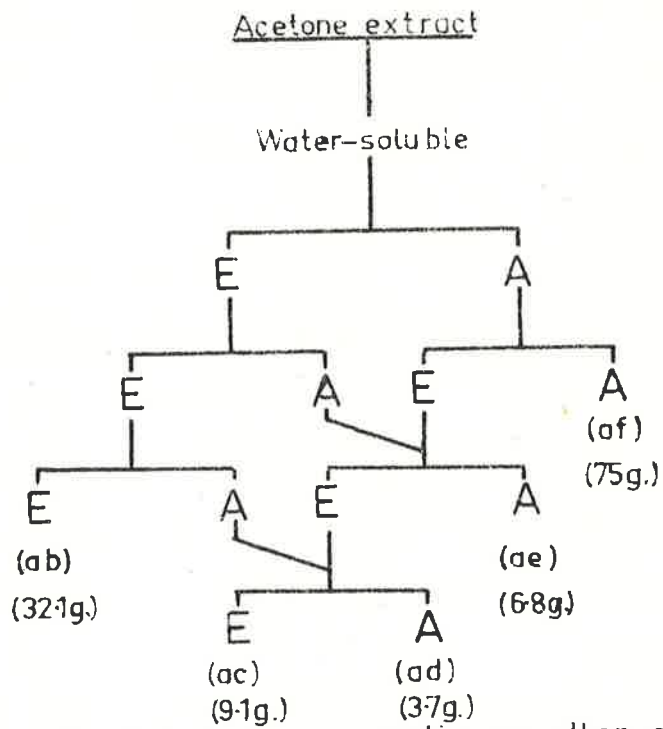 Acetone extract
Water-soluble
E A
E A E A
(af)
(75g.)
E A E A
(ab) (ae)
(32·1g.) (6·8g.)
E A
(ac) (ad)
(9·1g.) (3·7g.)